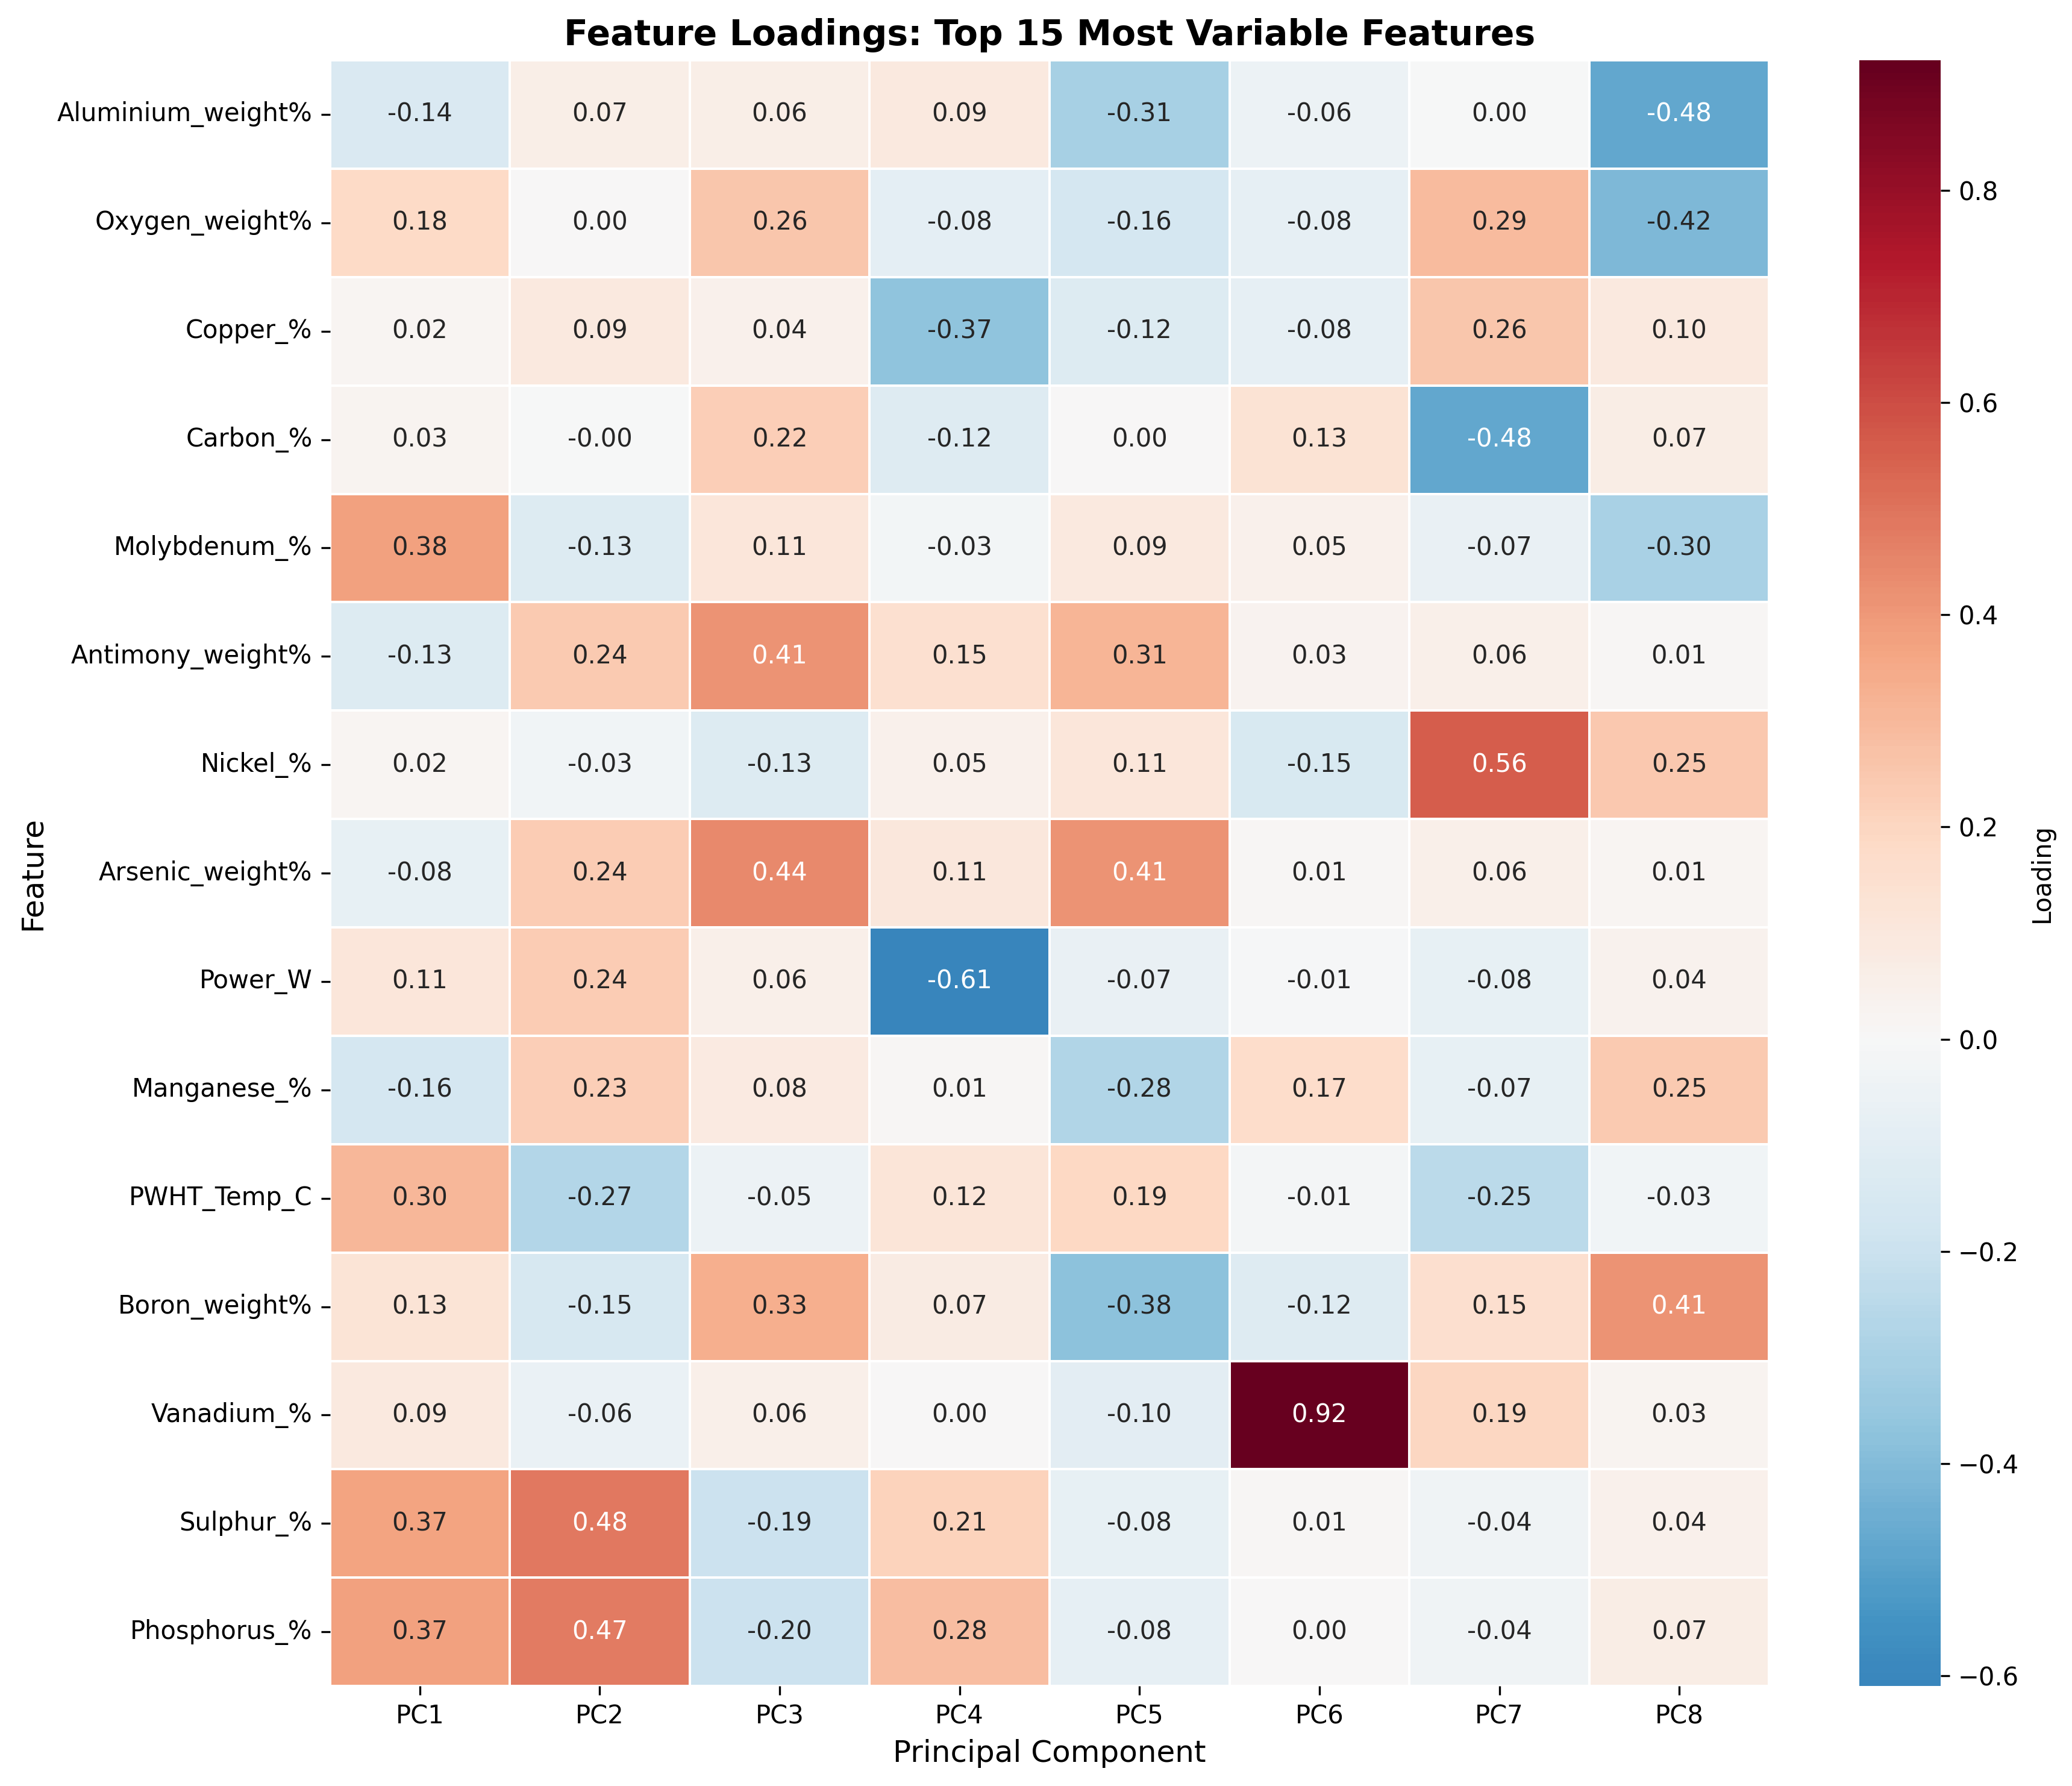 Feature Loadings: Top 15 Most Variable Features
Aluminium_weight% -0.14 0.07 0.06 0.09 -0.31 -0.06 0.00 -0.48
Oxygen_weight% 0.18 0.00 0.26 -0.08 -0.16 -0.08 0.29 -0.42
Copper_% 0.02 0.09 0.04 -0.37 -0.12 -0.08 0.26 0.10
Carbon_% 0.03 -0.00 0.22 -0.12 0.00 0.13 -0.48 0.07
Molybdenum_% 0.38 -0.13 0.11 -0.03 0.09 0.05 -0.07 -0.30
Antimony_weight% -0.13 0.24 0.41 0.15 0.31 0.03 0.06 0.01
Nickel_% 0.02 -0.03 -0.13 0.05 0.11 -0.15 0.56 0.25
Arsenic_weight% -0.08 0.24 0.44 0.11 0.41 0.01 0.06 0.01
Power_W 0.11 0.24 0.06 -0.61 -0.07 -0.01 -0.08 0.04
Manganese_% -0.16 0.23 0.08 0.01 -0.28 0.17 -0.07 0.25
PWHT_Temp_C 0.30 -0.27 -0.05 0.12 0.19 -0.01 -0.25 -0.03
Boron_weight% 0.13 -0.15 0.33 0.07 -0.38 -0.12 0.15 0.41
Vanadium_% 0.09 -0.06 0.06 0.00 -0.10 0.92 0.19 0.03
Sulphur_% 0.37 0.48 -0.19 0.21 -0.08 0.01 -0.04 0.04
Phosphorus_% 0.37 0.47 -0.20 0.28 -0.08 0.00 -0.04 0.07
PC1 PC2 PC3 PC4 PC5 PC6 PC7 PC8
Principal Component
Feature
0.8
0.6
0.4
0.2
0.0
−0.2
−0.4
−0.6
Loading